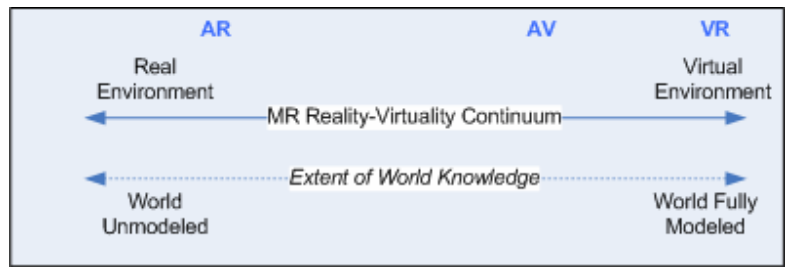 AR AV VR
Real Virtual
Environment Environment
MR Reality-Virtuality Continuum
Extent of World Knowledge
World World Fully
Unmodeled Modeled